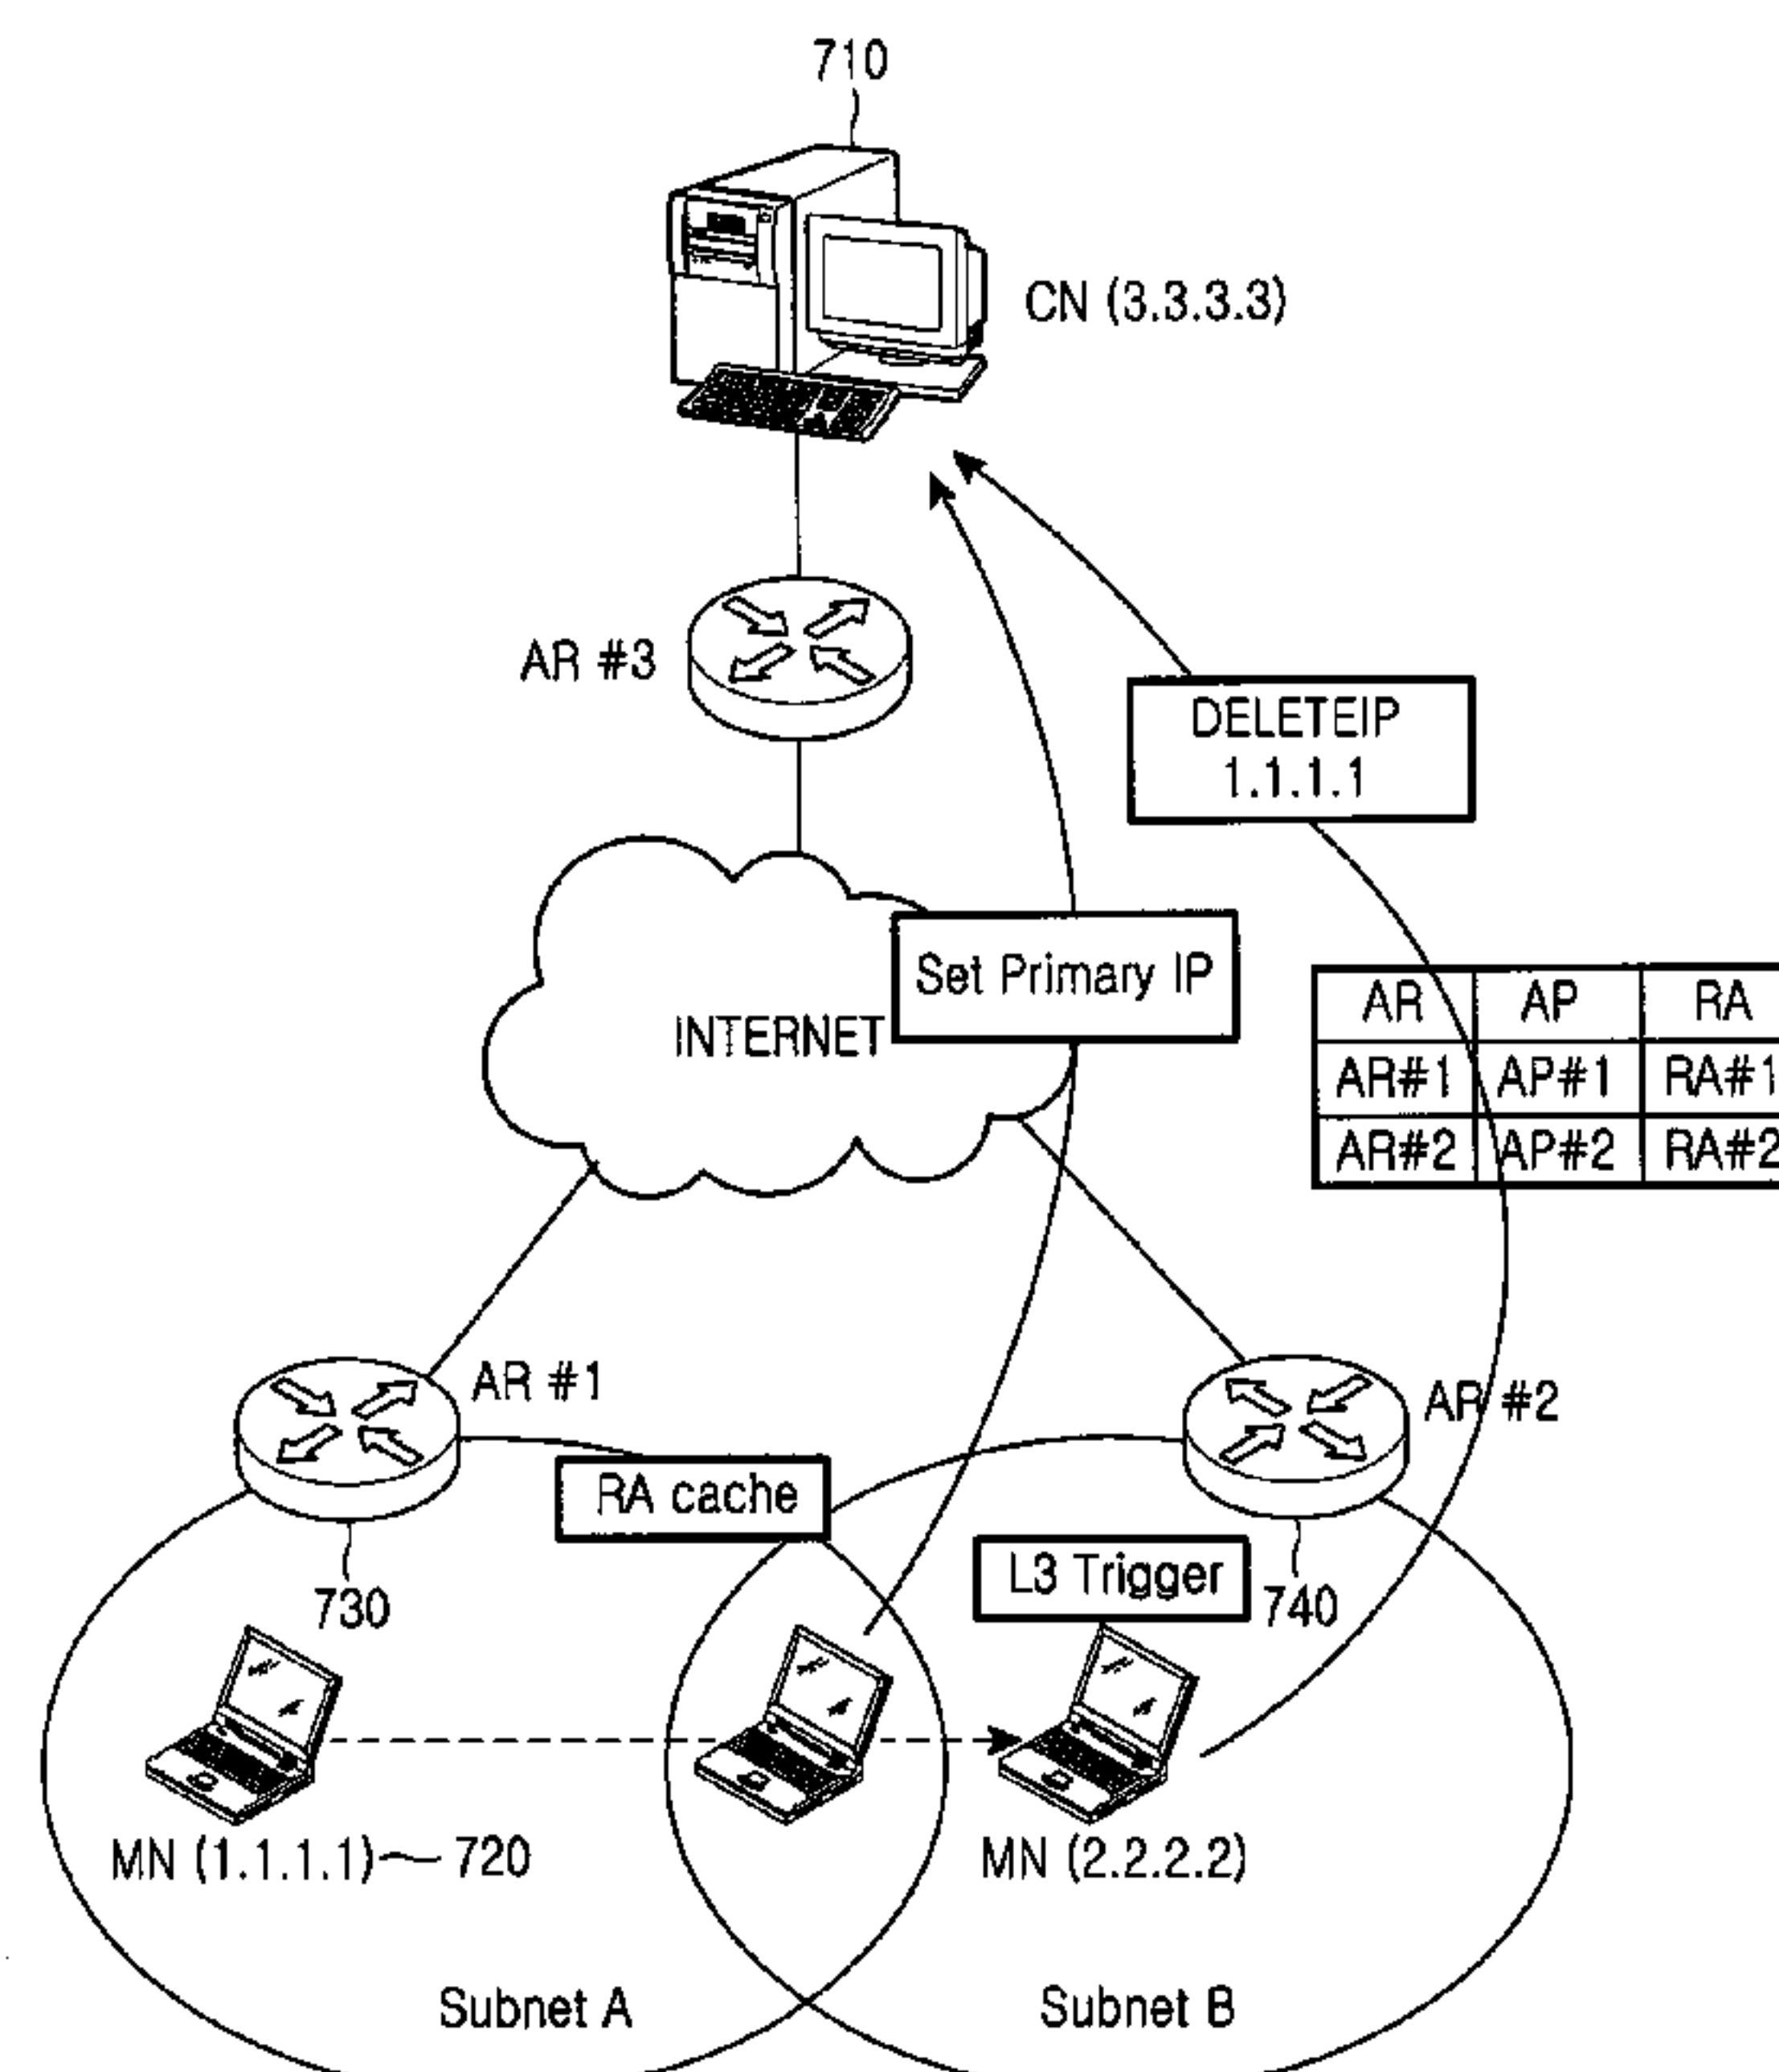 710
CN (3.3.3.3)
AR #3
DELETEIP
1.1.1.1
Set Primary IP
INTERNET
AR AP RA
AR#1 AP#1 RA#1
AR#2 AP#2 RA#2
AR #1
AR #2
RA cache
L3 Trigger
730
740
MN (1.1.1.1) 720
MN (2.2.2.2)
Subnet A
Subnet B